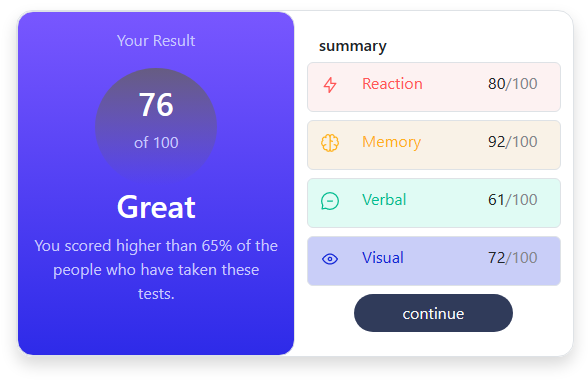 Your Result
76
of 100
Great
You scored higher than 65% of the
people who have taken these
tests.
summary
Reaction 80/100
Memory 92/100
Verbal 61/100
Visual 72/100
continue